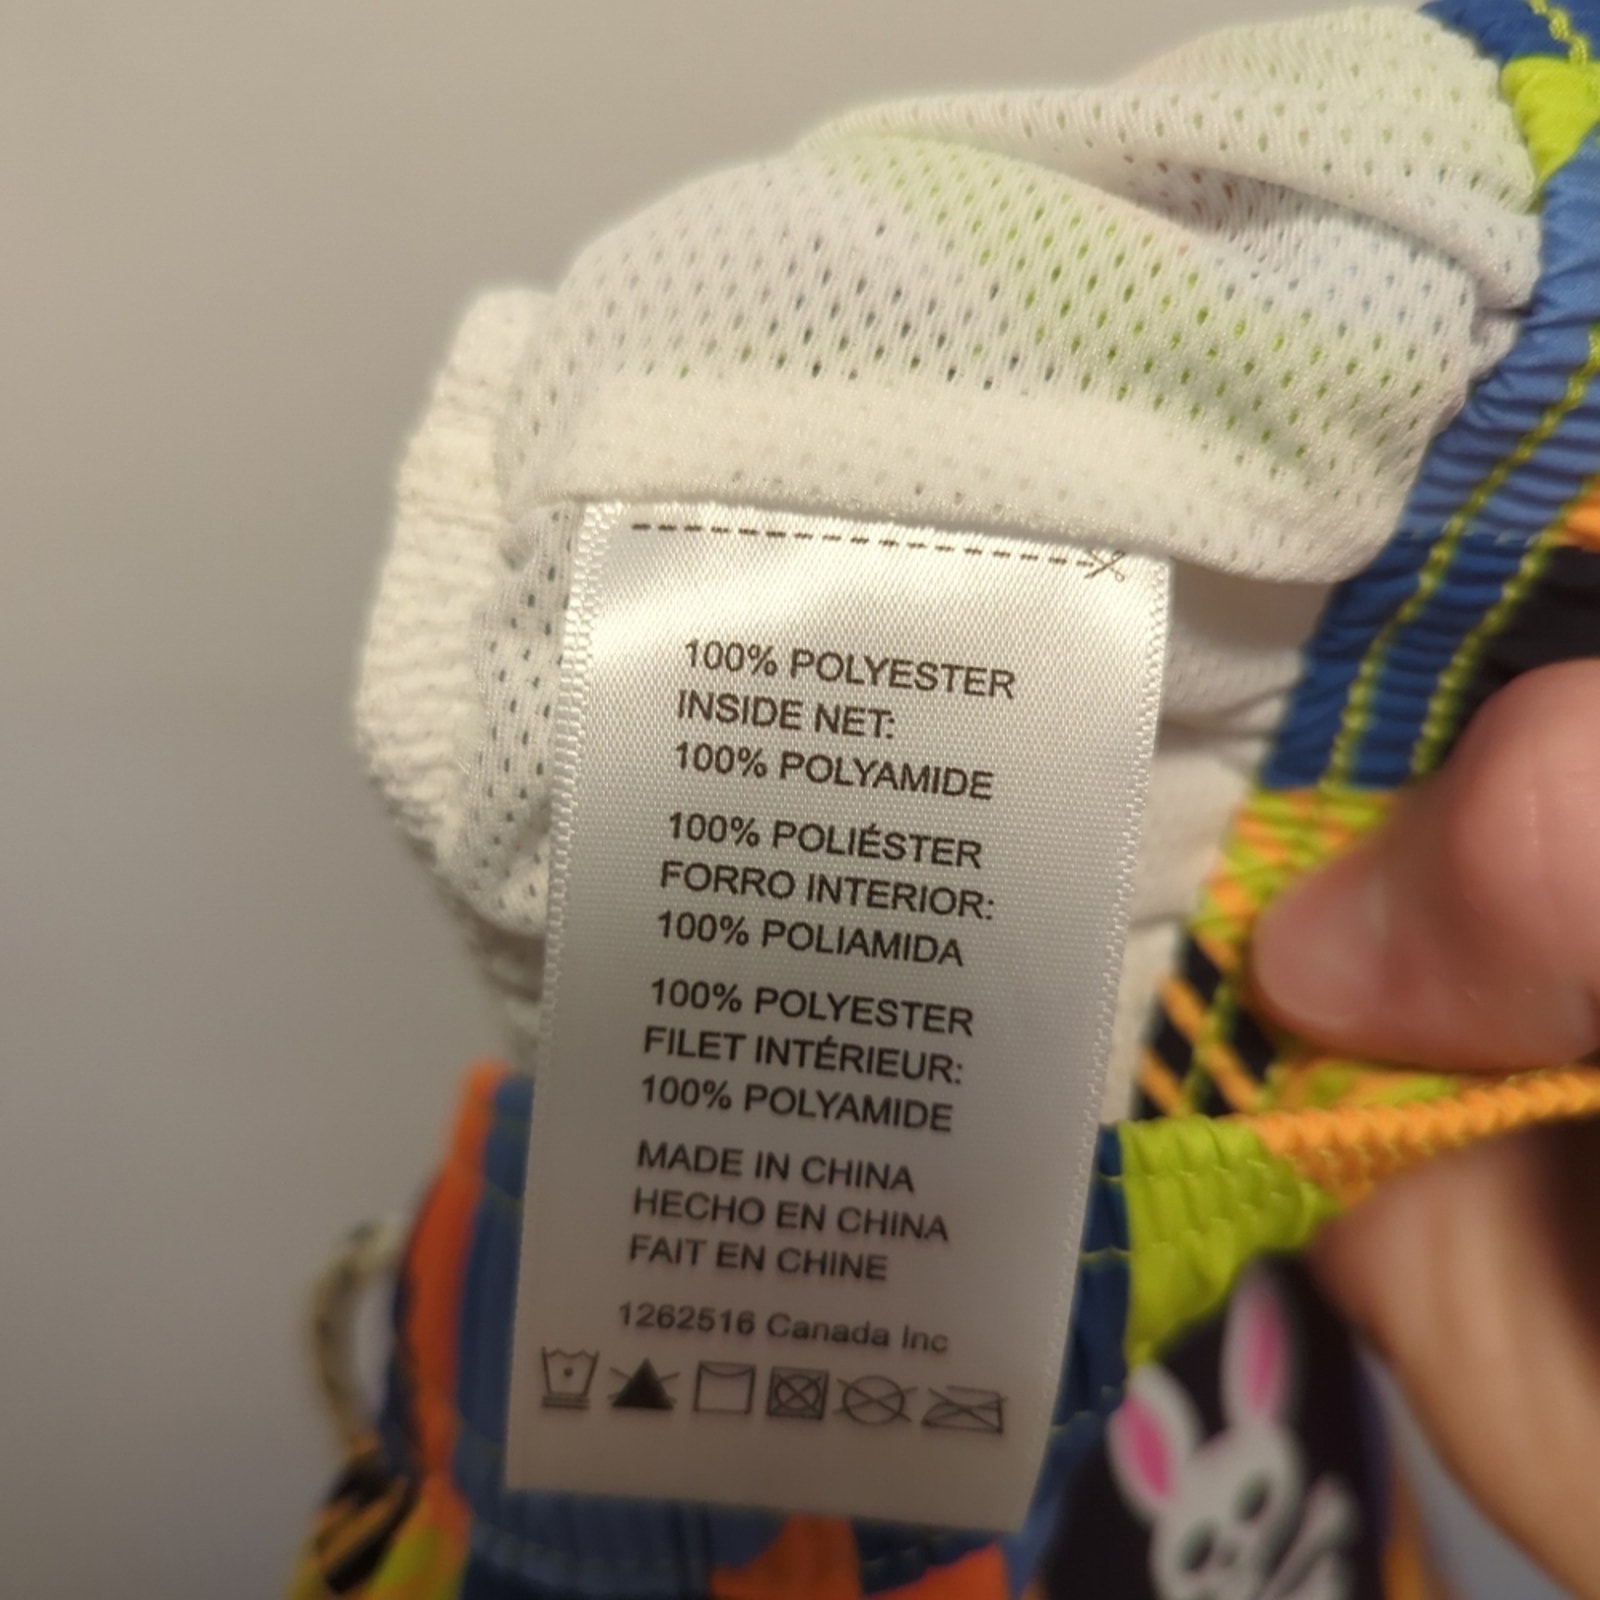 100% POLYESTER
INSIDE NET:
100% POLYAMIDE
100% POLIÉSTER
FORRO INTERIOR:
100% POLIAMIDA
100% POLYESTER
FILET INTÉRIEUR:
100% POLYAMIDE
MADE IN CHINA
HECHO EN CHINA
FAIT EN CHINE
1262516 Canada Inc